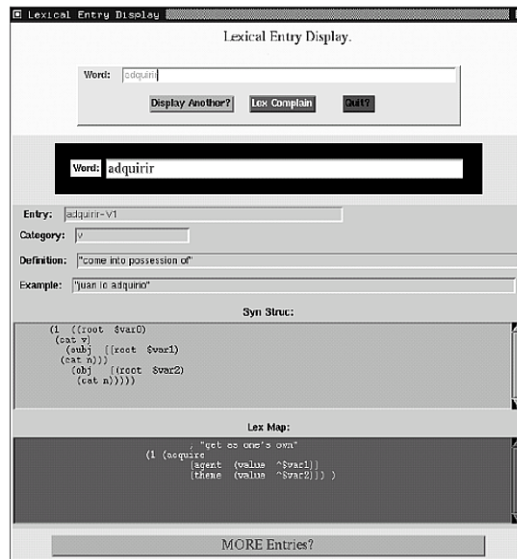 Lexical Entry Display
Lexical Entry Display.
Word: adquirir
Display Another? Lex Complain Quit?
Word: adquirir
Entry: adquirir-V1
Category: v
Definition: "come into possession of"
Example: "juan lo adquirio"
Syn Struc:
(1 ((root $var0)
(cat v)
(subj ((root $var1)
(cat n)))
(obj ((root $var2)
(cat n)))))
Lex Map:
; "get as one's own"
(1 (acquire
(agent (value ^$var1))
(theme (value ^$var2))) )
MORE Entries?